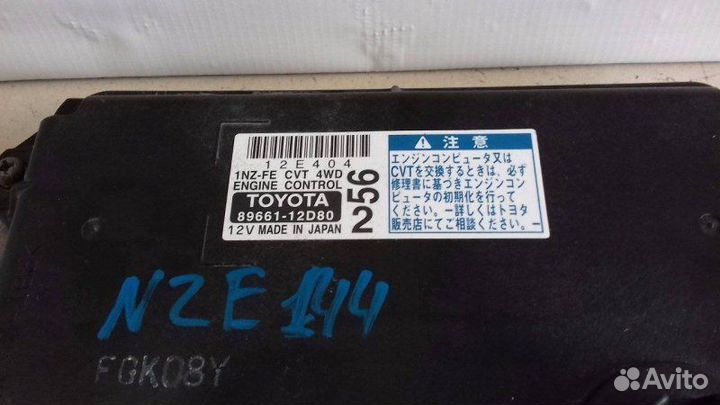 12E404
1NZ-FE CVT 4WD
ENGINE CONTROL
TOYOTA
89661-12D80
12V MADE IN JAPAN
256
注意
エンジンコンピュータ又は
CVTを交換するときは、必ず
修理書に基づきエンジンコン
ピュータの初期化を行って
ください。−詳しくはトヨタ
販売店にてご相談ください。−
NZE144
FGK08Y
Avito